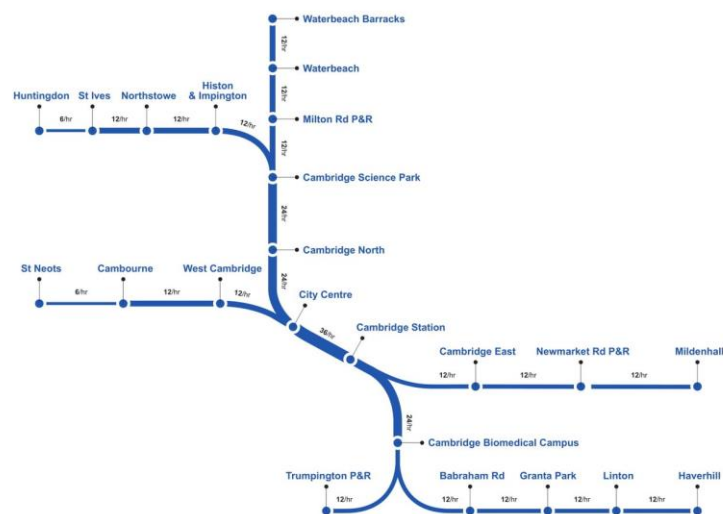 Waterbeach Barracks
12/hr
Waterbeach
12/hr
Milton Rd P&R
12/hr
Huntingdon
St Ives
Northstowe
Histon
& Impington
6/hr
12/hr
12/hr
12/hr
Cambridge Science Park
24/hr
Cambridge North
24/hr
St Neots
Cambourne
West Cambridge
6/hr
12/hr
12/hr
City Centre
36/hr
Cambridge Station
Cambridge East
Newmarket Rd P&R
Mildenhall
12/hr
12/hr
12/hr
24/hr
Cambridge Biomedical Campus
Trumpington P&R
Babraham Rd
Granta Park
Linton
Haverhill
12/hr
12/hr
12/hr
12/hr
12/hr